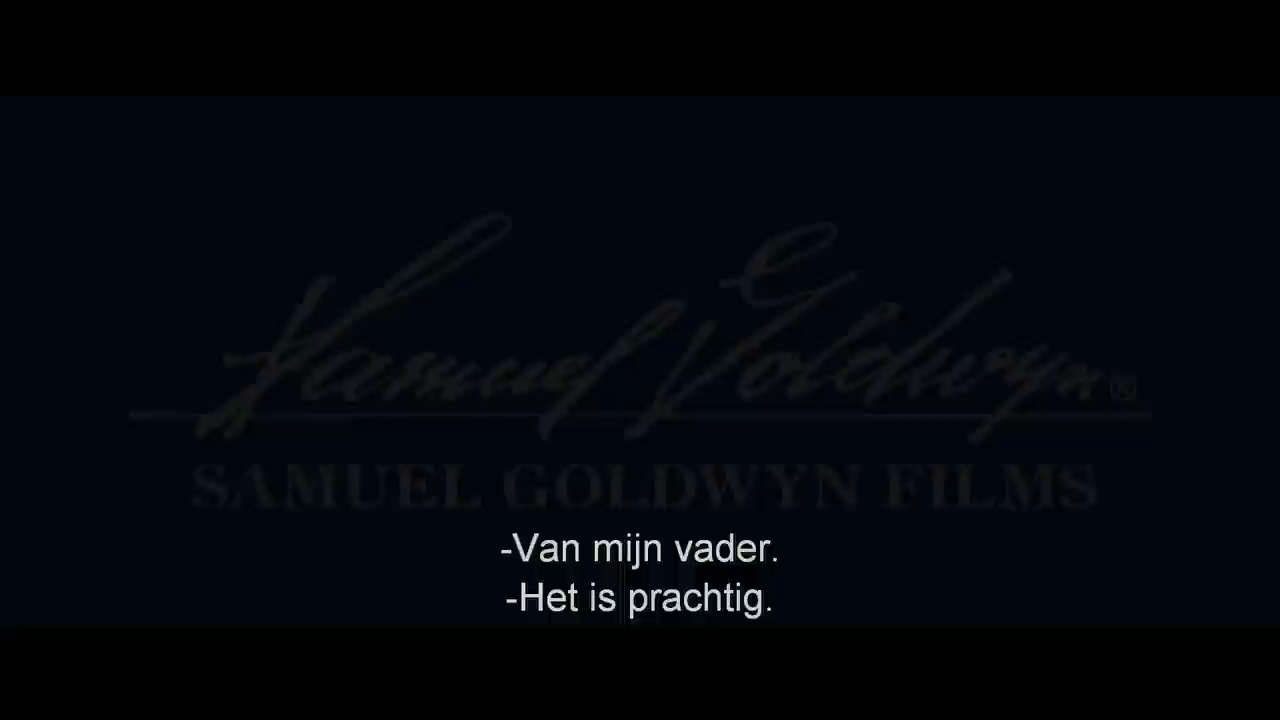 Samuel Goldwyn®
SAMUEL GOLDWYN FILMS
-Van mijn vader.
-Het is prachtig.